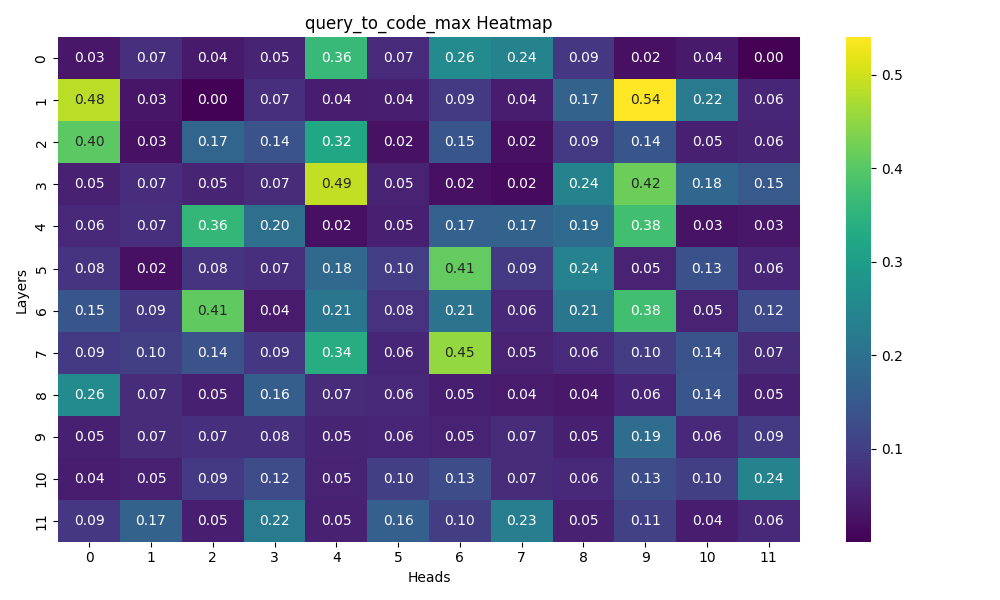 query_to_code_max Heatmap
0 0.03 0.07 0.04 0.05 0.36 0.07 0.26 0.24 0.09 0.02 0.04 0.00
1 0.48 0.03 0.00 0.07 0.04 0.04 0.09 0.04 0.17 0.54 0.22 0.06
2 0.40 0.03 0.17 0.14 0.32 0.02 0.15 0.02 0.09 0.14 0.05 0.06
3 0.05 0.07 0.05 0.07 0.49 0.05 0.02 0.02 0.24 0.42 0.18 0.15
4 0.06 0.07 0.36 0.20 0.02 0.05 0.17 0.17 0.19 0.38 0.03 0.03
5 0.08 0.02 0.08 0.07 0.18 0.10 0.41 0.09 0.24 0.05 0.13 0.06
6 0.15 0.09 0.41 0.04 0.21 0.08 0.21 0.06 0.21 0.38 0.05 0.12
7 0.09 0.10 0.14 0.09 0.34 0.06 0.45 0.05 0.06 0.10 0.14 0.07
8 0.26 0.07 0.05 0.16 0.07 0.06 0.05 0.04 0.04 0.06 0.14 0.05
9 0.05 0.07 0.07 0.08 0.05 0.06 0.05 0.07 0.05 0.19 0.06 0.09
10 0.04 0.05 0.09 0.12 0.05 0.10 0.13 0.07 0.06 0.13 0.10 0.24
11 0.09 0.17 0.05 0.22 0.05 0.16 0.10 0.23 0.05 0.11 0.04 0.06
0 1 2 3 4 5 6 7 8 9 10 11
Heads
Layers
0.5
0.4
0.3
0.2
0.1